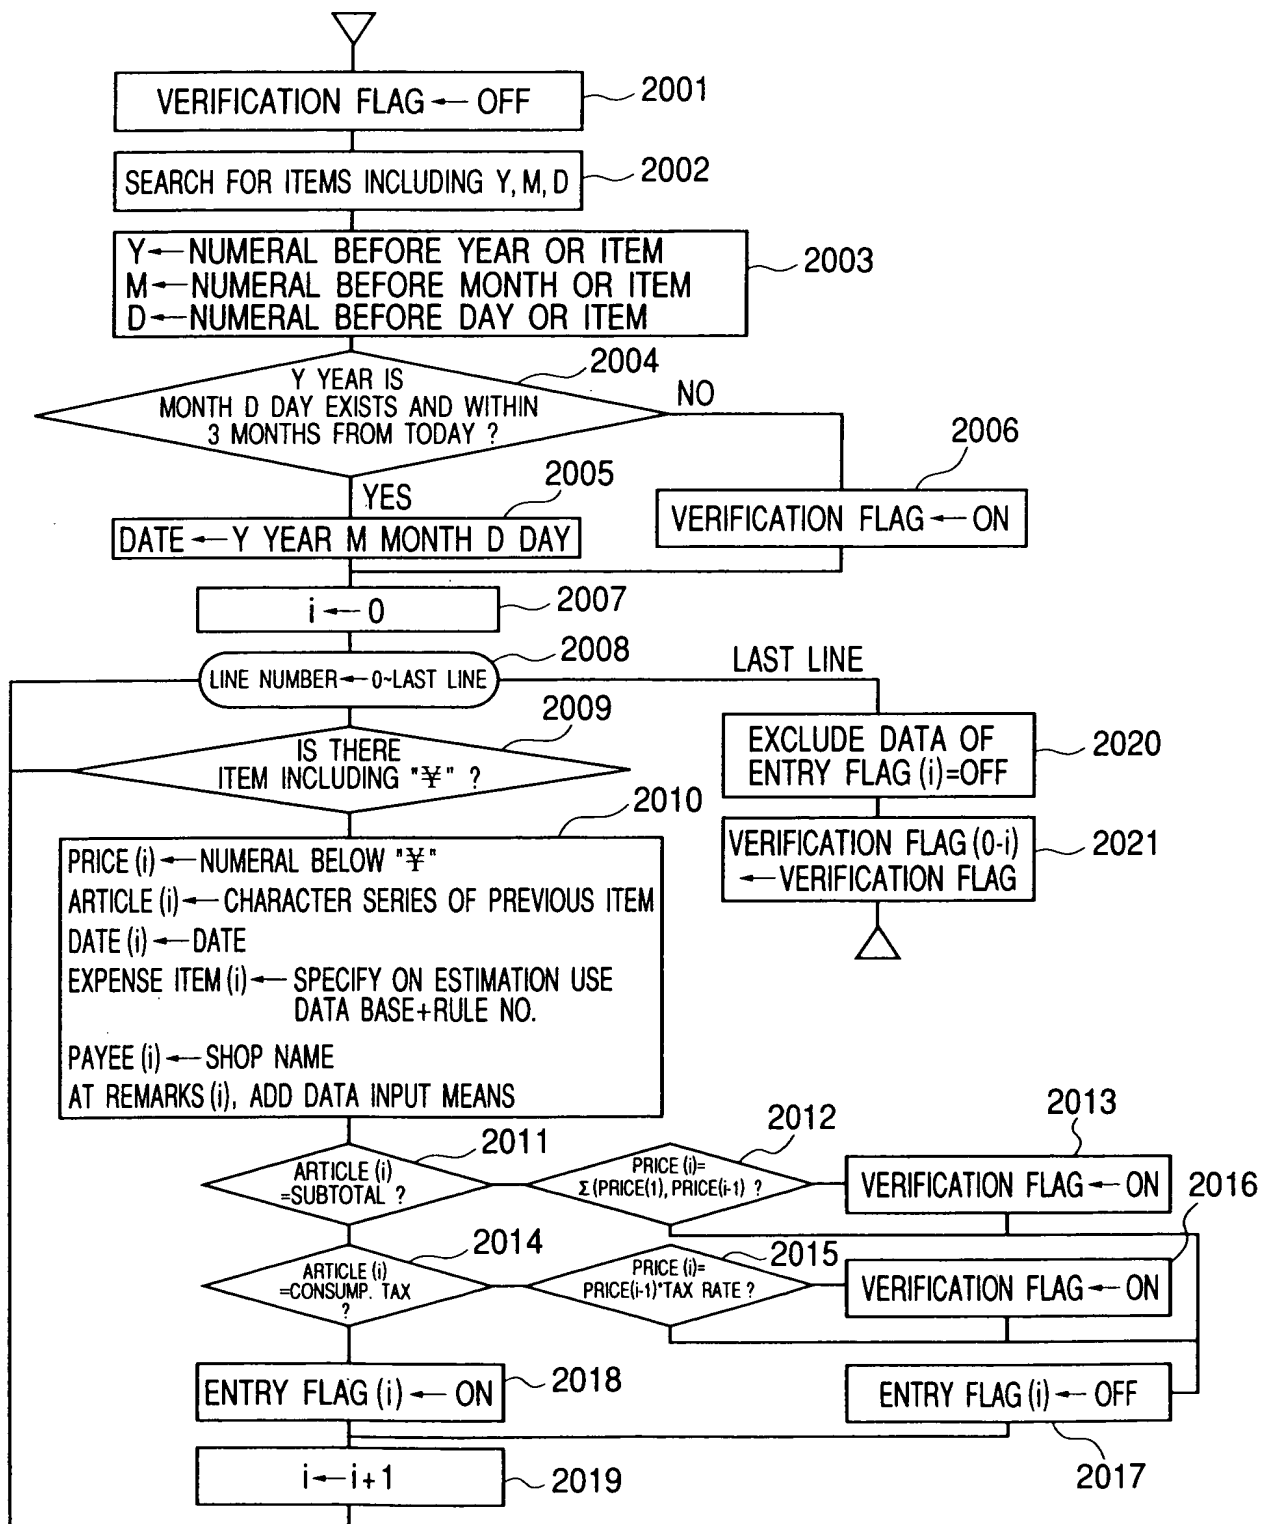 VERIFICATION FLAG ← OFF
2001
SEARCH FOR ITEMS INCLUDING Y, M, D
2002
Y ← NUMERAL BEFORE YEAR OR ITEM
M ← NUMERAL BEFORE MONTH OR ITEM
D ← NUMERAL BEFORE DAY OR ITEM
2003
2004
Y YEAR IS
MONTH D DAY EXISTS AND WITHIN
3 MONTHS FROM TODAY ?
NO
YES
2005
DATE ← Y YEAR M MONTH D DAY
2006
VERIFICATION FLAG ← ON
i ← 0
2007
2008
LINE NUMBER ← 0~LAST LINE
LAST LINE
2009
IS THERE
ITEM INCLUDING "¥" ?
EXCLUDE DATA OF
ENTRY FLAG (i)=OFF
2020
VERIFICATION FLAG (0-i)
← VERIFICATION FLAG
2021
2010
PRICE (i) ← NUMERAL BELOW "¥"
ARTICLE (i) ← CHARACTER SERIES OF PREVIOUS ITEM
DATE (i) ← DATE
EXPENSE ITEM (i) ← SPECIFY ON ESTIMATION USE
DATA BASE+RULE NO.
PAYEE (i) ← SHOP NAME
AT REMARKS (i), ADD DATA INPUT MEANS
2011
ARTICLE (i)
=SUBTOTAL ?
2012
PRICE (i)=
Σ (PRICE(1), PRICE(i-1) ?
2013
VERIFICATION FLAG ← ON
2014
ARTICLE (i)
=CONSUMP. TAX
?
2015
PRICE (i)=
PRICE(i-1)*TAX RATE ?
2016
VERIFICATION FLAG ← ON
ENTRY FLAG (i) ← ON
2018
ENTRY FLAG (i) ← OFF
2017
i ← i+1
2019